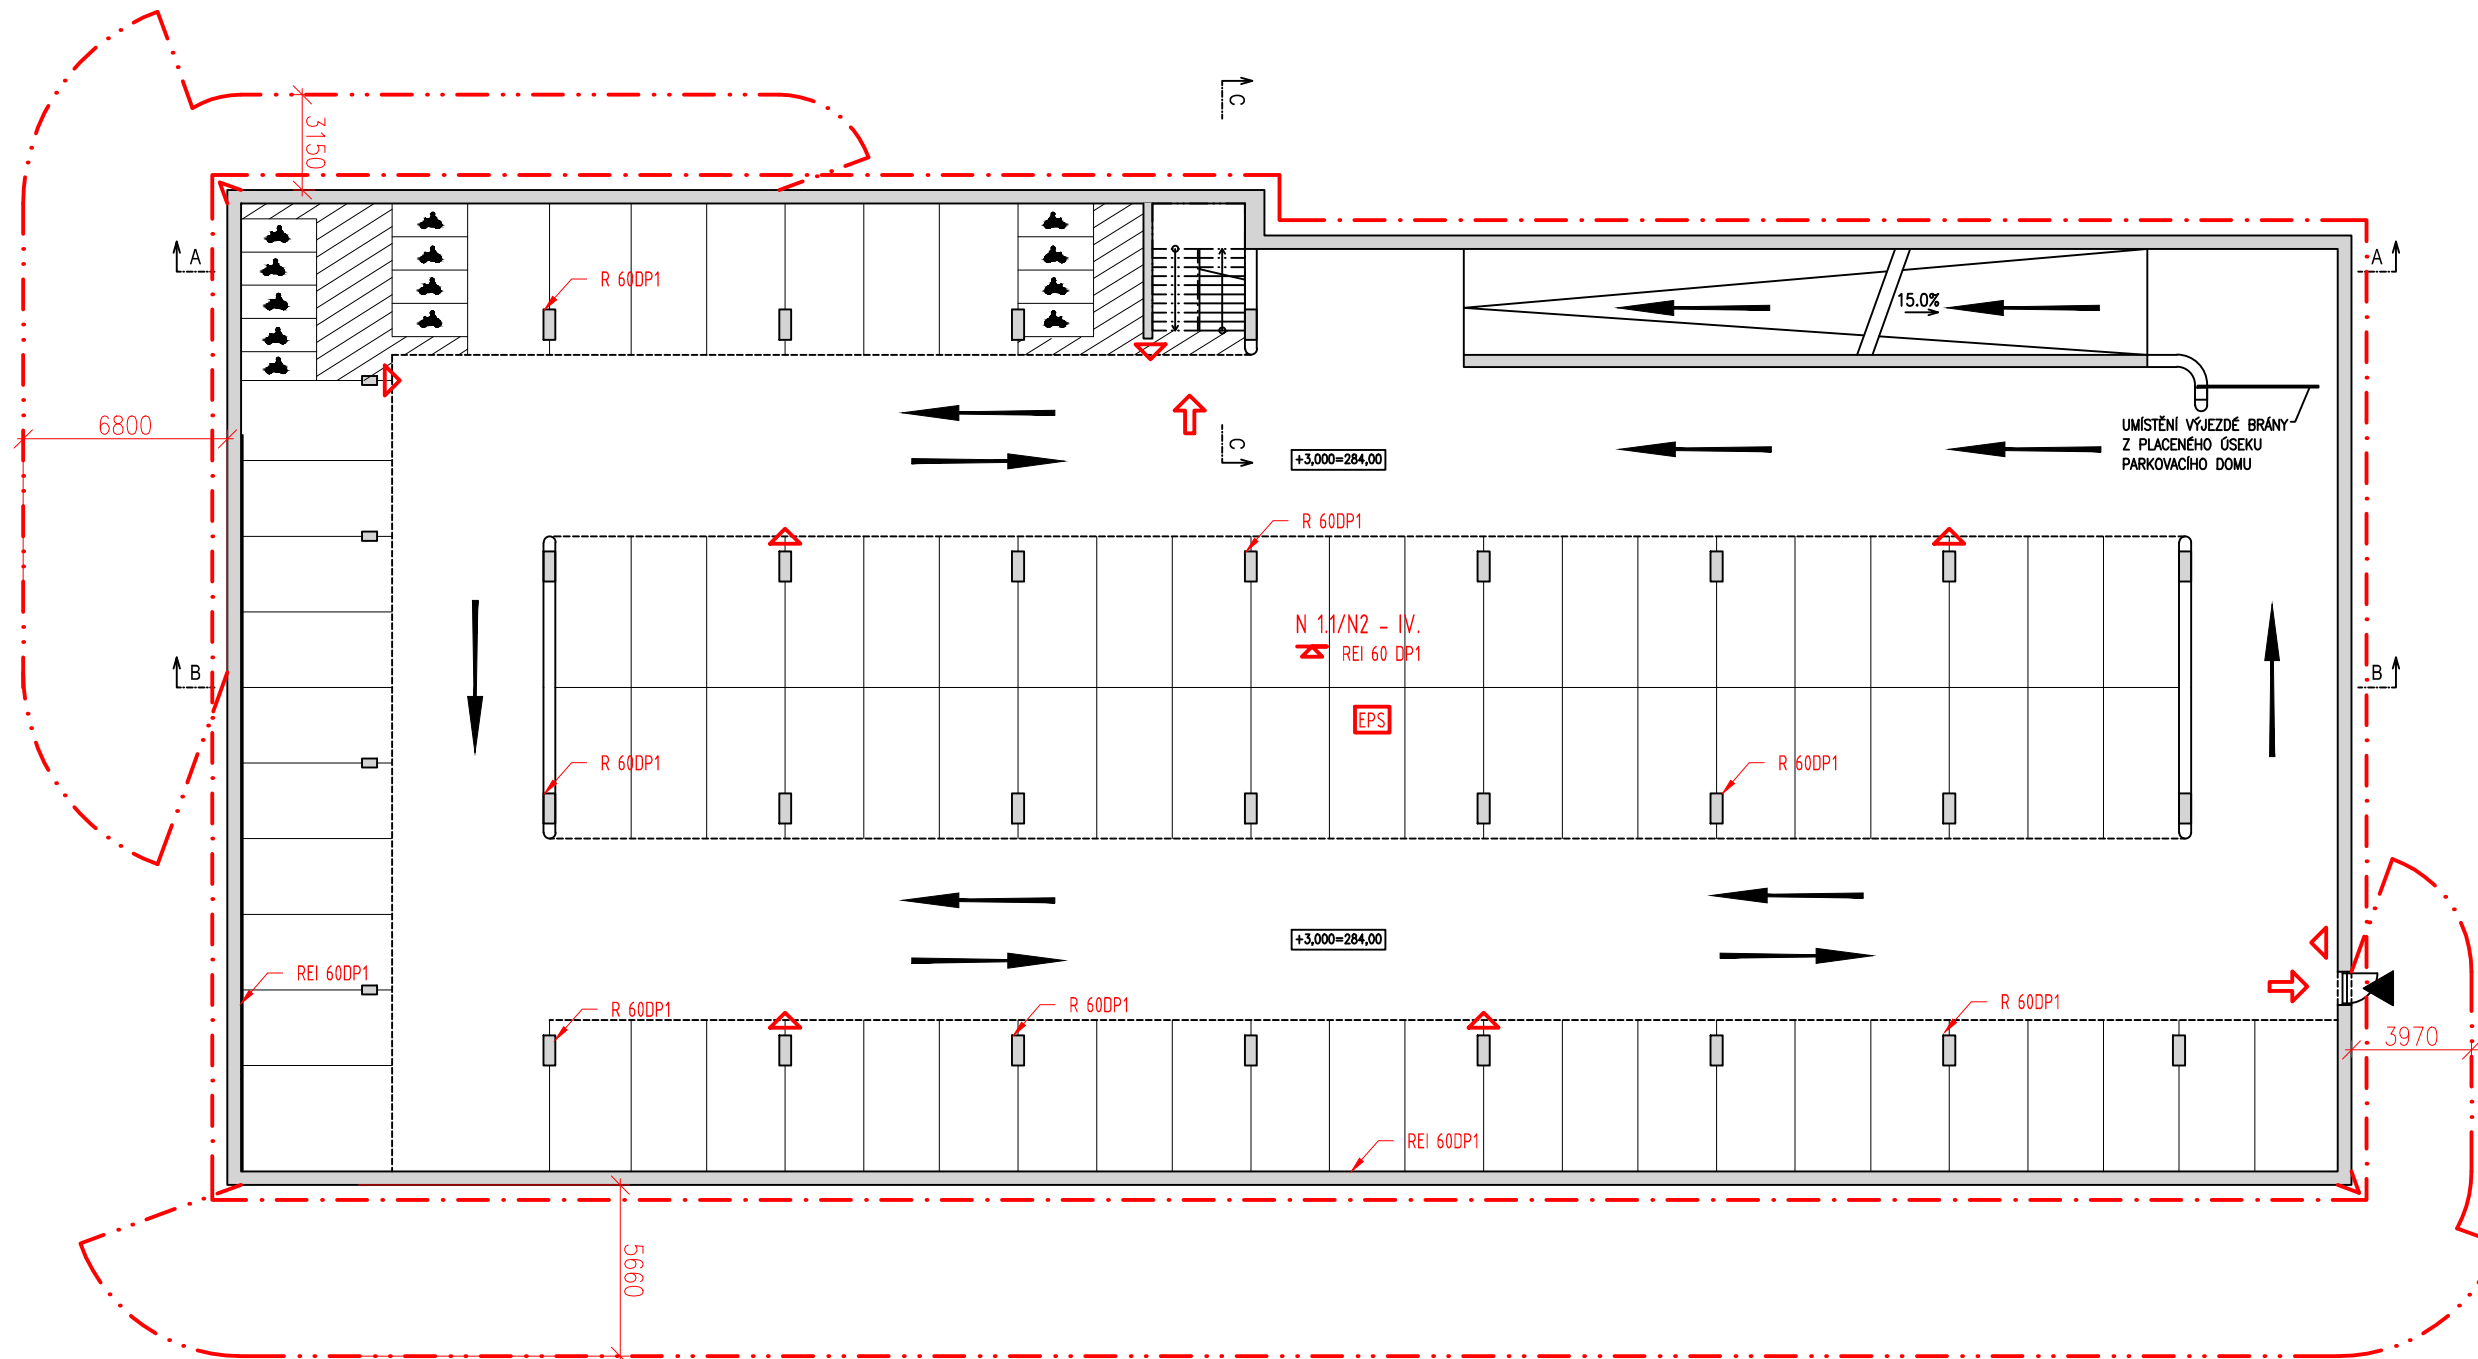 C
3150
A
A
R 60DP1
15.0%
6800
UMÍSTĚNÍ VÝJEZDÉ BRÁNY
Z PLACENÉHO ÚSEKU
PARKOVACÍHO DOMU
C
+3,000=284,00
R 60DP1
N 1.1/N2 - IV.
REI 60 DP1
B
B
EPS
R 60DP1
R 60DP1
+3,000=284,00
REI 60DP1
R 60DP1
R 60DP1
R 60DP1
3970
REI 60DP1
5660